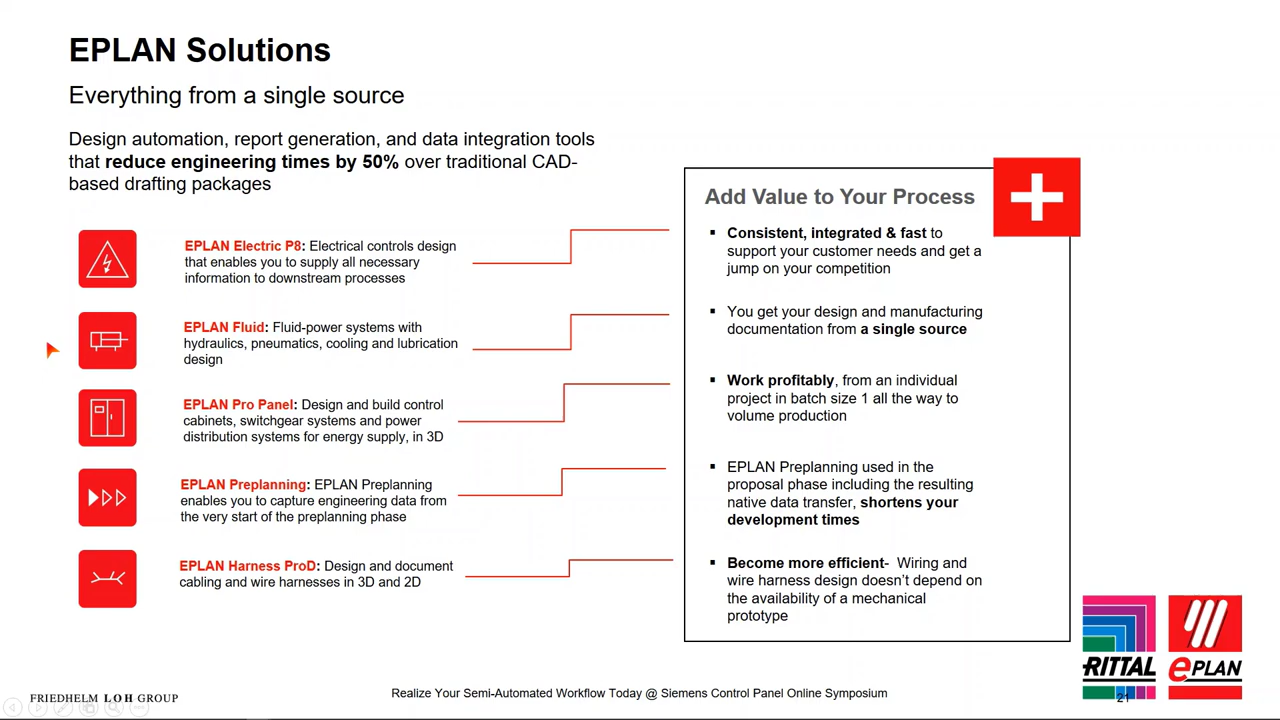 EPLAN Solutions
Everything from a single source
Design automation, report generation, and data integration tools
that reduce engineering times by 50% over traditional CAD-
based drafting packages
EPLAN Electric P8: Electrical controls design
that enables you to supply all necessary
information to downstream processes
EPLAN Fluid: Fluid-power systems with
hydraulics, pneumatics, cooling and lubrication
design
EPLAN Pro Panel: Design and build control
cabinets, switchgear systems and power
distribution systems for energy supply, in 3D
EPLAN Preplanning: EPLAN Preplanning
enables you to capture engineering data from
the very start of the preplanning phase
EPLAN Harness ProD: Design and document
cabling and wire harnesses in 3D and 2D
Add Value to Your Process
▪ Consistent, integrated & fast to
support your customer needs and get a
jump on your competition
▪ You get your design and manufacturing
documentation from a single source
▪ Work profitably, from an individual
project in batch size 1 all the way to
volume production
▪ EPLAN Preplanning used in the
proposal phase including the resulting
native data transfer, shortens your
development times
▪ Become more efficient- Wiring and
wire harness design doesn't depend on
the availability of a mechanical
prototype
RITTAL
ePLAN
FRIEDHELM LOH GROUP
Realize Your Semi-Automated Workflow Today @ Siemens Control Panel Online Symposium
21